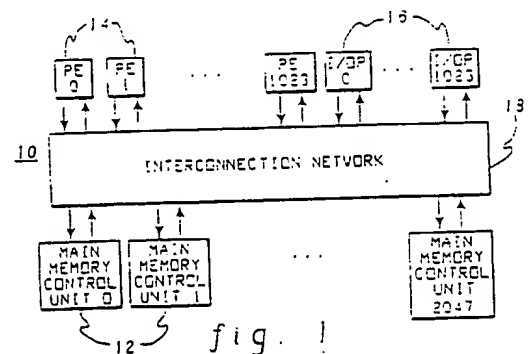 14 16
PE 0 PE 1 . . . PE 1023 I/OP 0 . . . I/OP 1023
18
10
INTERCONNECTION NETWORK
MAIN MEMORY CONTROL UNIT 0 MAIN MEMORY CONTROL UNIT 1 . . . MAIN MEMORY CONTROL UNIT 2047
12
fig. 1